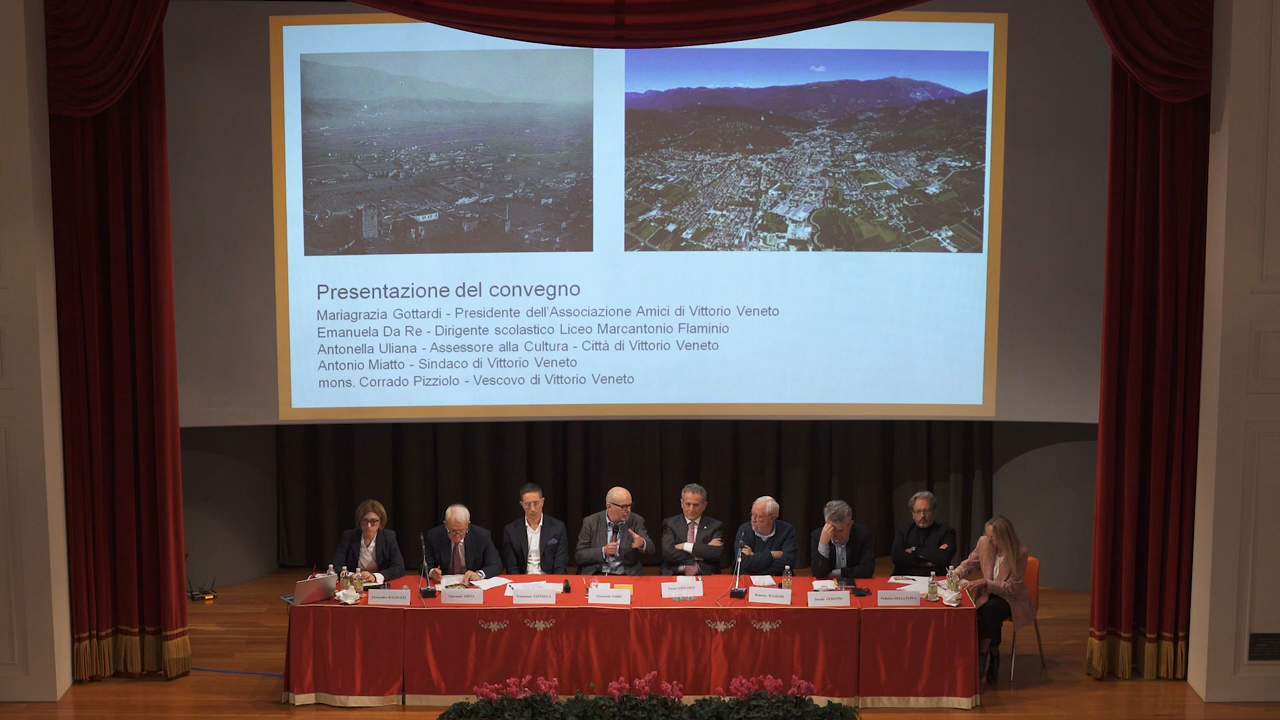 Presentazione del convegno
Mariagrazia Gottardi - Presidente dell'Associazione Amici di Vittorio Veneto
Emanuela Da Re - Dirigente scolastico Liceo Marcantonio Flaminio
Antonella Uliana - Assessore alla Cultura - Città di Vittorio Veneto
Antonio Miatto - Sindaco di Vittorio Veneto
mons. Corrado Pizziolo - Vescovo di Vittorio Veneto